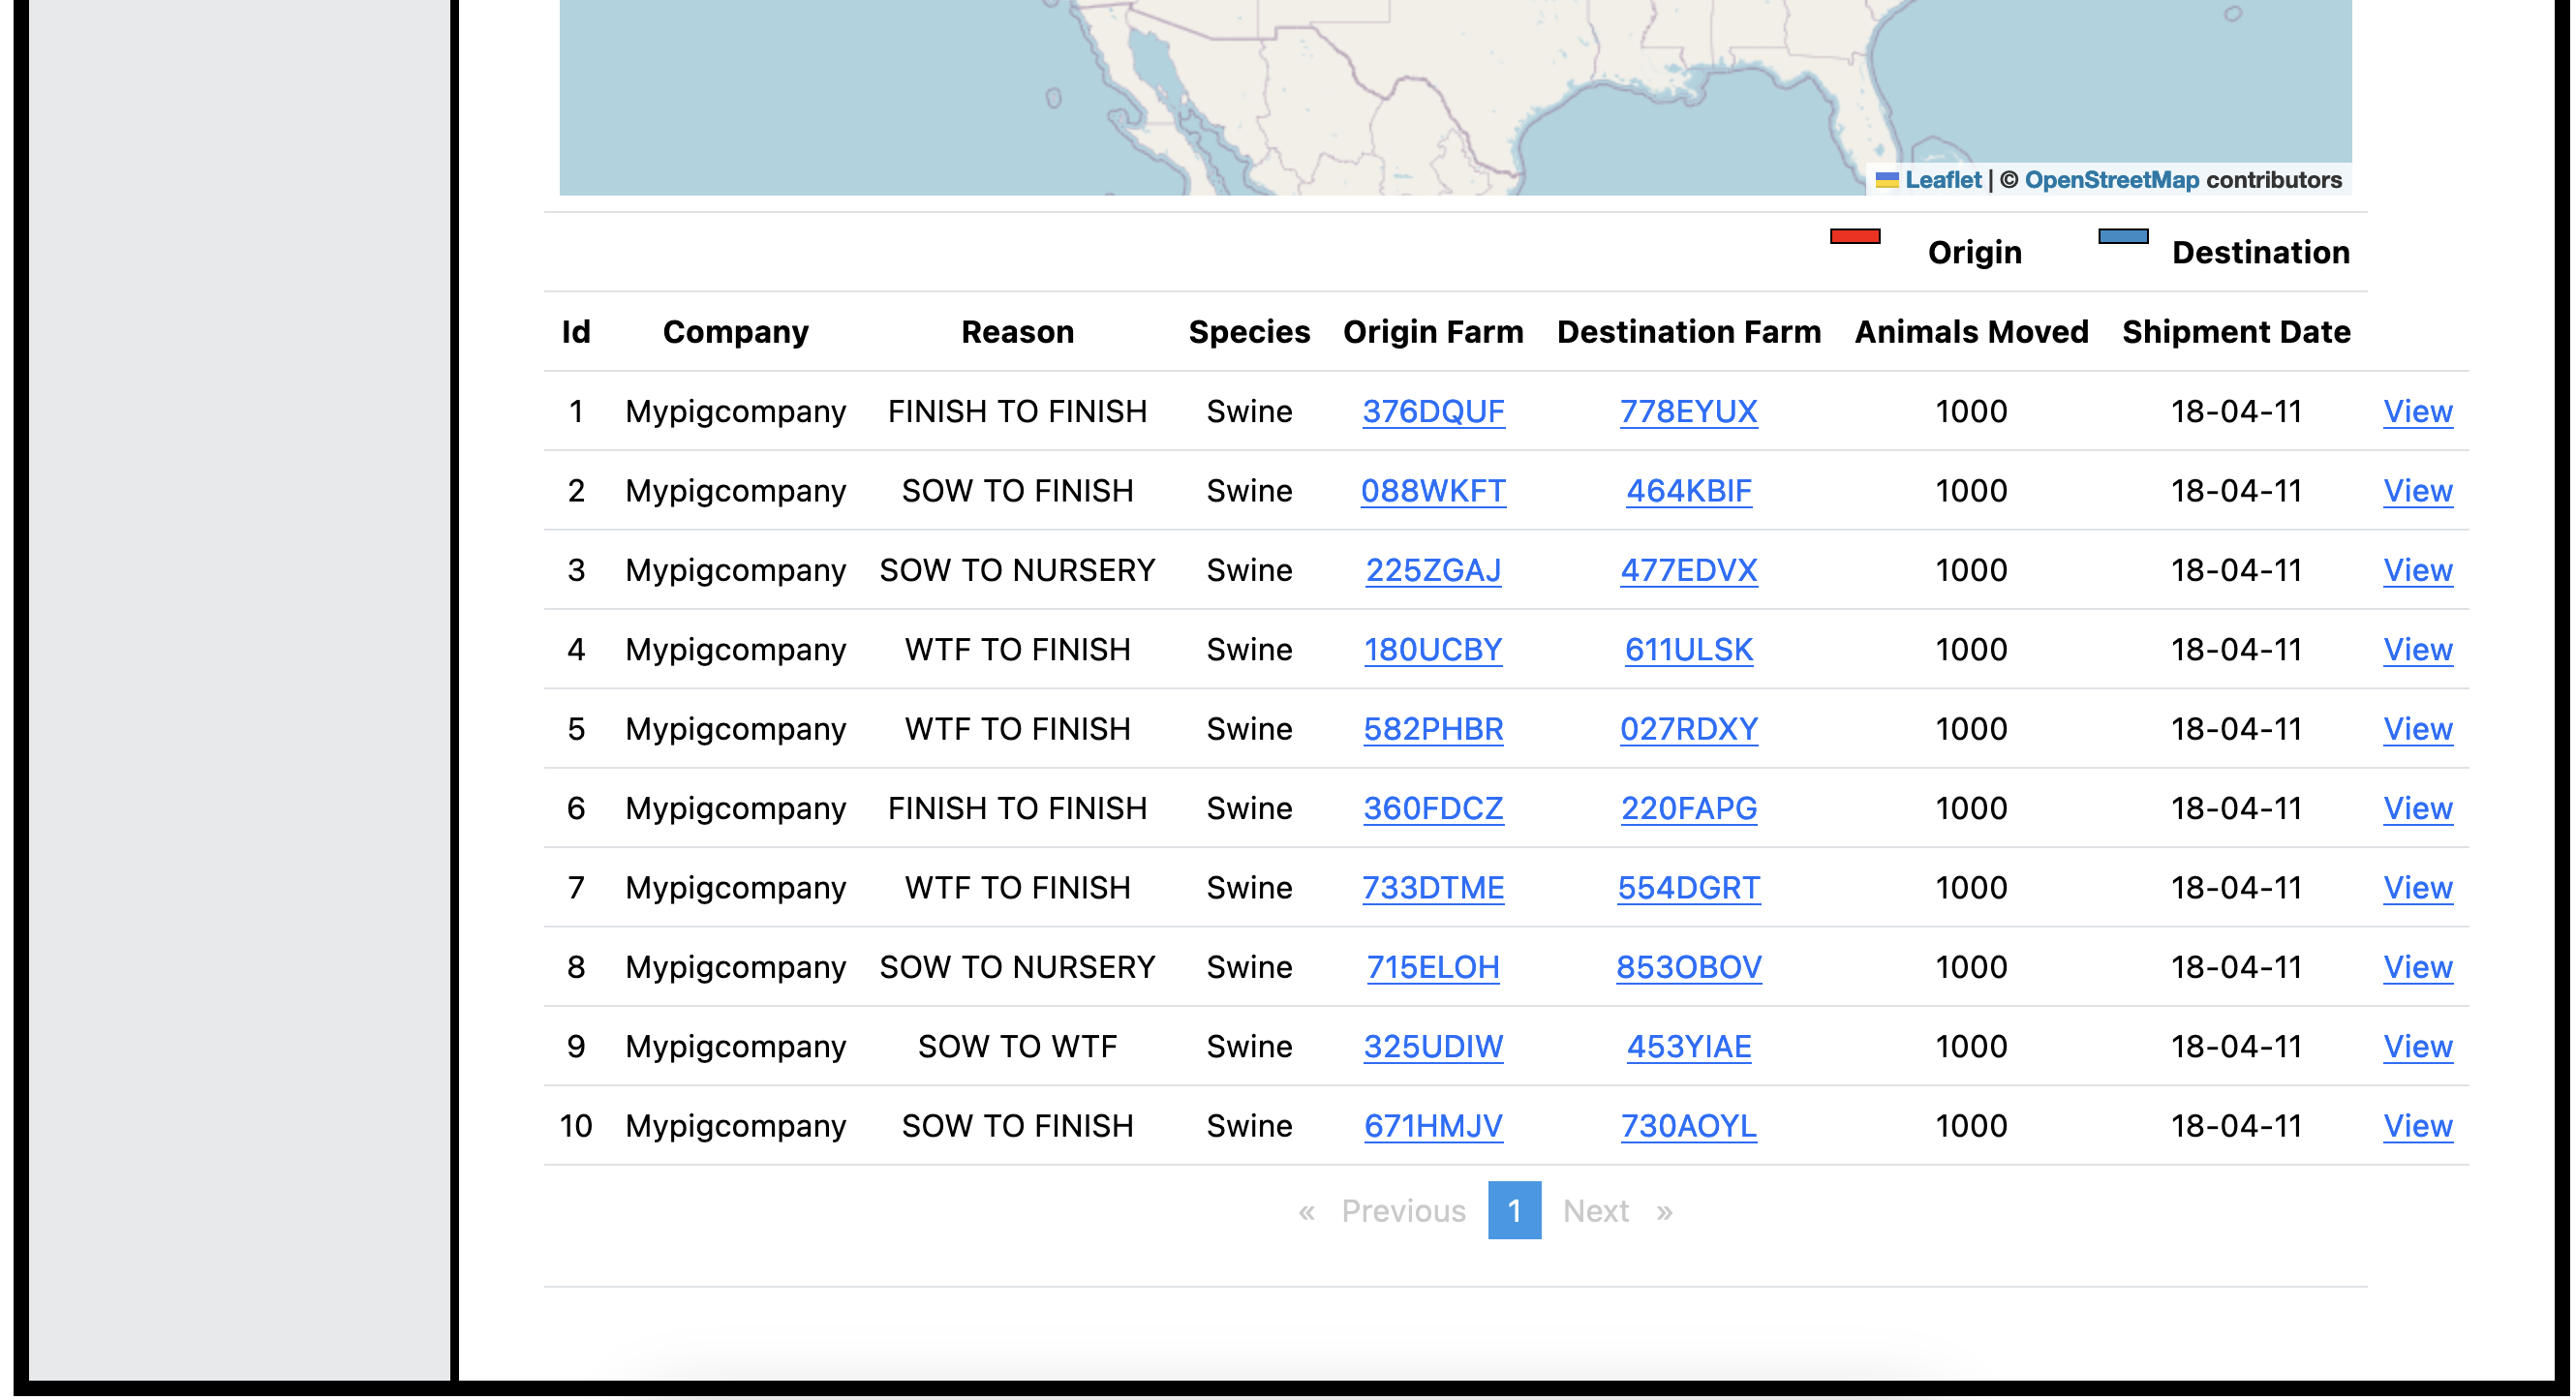 Leaflet | © OpenStreetMap contributors
Origin Destination
Id Company Reason Species Origin Farm Destination Farm Animals Moved Shipment Date
1 Mypigcompany FINISH TO FINISH Swine 376DQUF 778EYUX 1000 18-04-11 View
2 Mypigcompany SOW TO FINISH Swine 088WKFT 464KBIF 1000 18-04-11 View
3 Mypigcompany SOW TO NURSERY Swine 225ZGAJ 477EDVX 1000 18-04-11 View
4 Mypigcompany WTF TO FINISH Swine 180UCBY 611ULSK 1000 18-04-11 View
5 Mypigcompany WTF TO FINISH Swine 582PHBR 027RDXY 1000 18-04-11 View
6 Mypigcompany FINISH TO FINISH Swine 360FDCZ 220FAPG 1000 18-04-11 View
7 Mypigcompany WTF TO FINISH Swine 733DTME 554DGRT 1000 18-04-11 View
8 Mypigcompany SOW TO NURSERY Swine 715ELOH 853OBOV 1000 18-04-11 View
9 Mypigcompany SOW TO WTF Swine 325UDIW 453YIAE 1000 18-04-11 View
10 Mypigcompany SOW TO FINISH Swine 671HMJV 730AOYL 1000 18-04-11 View
« Previous 1 Next »